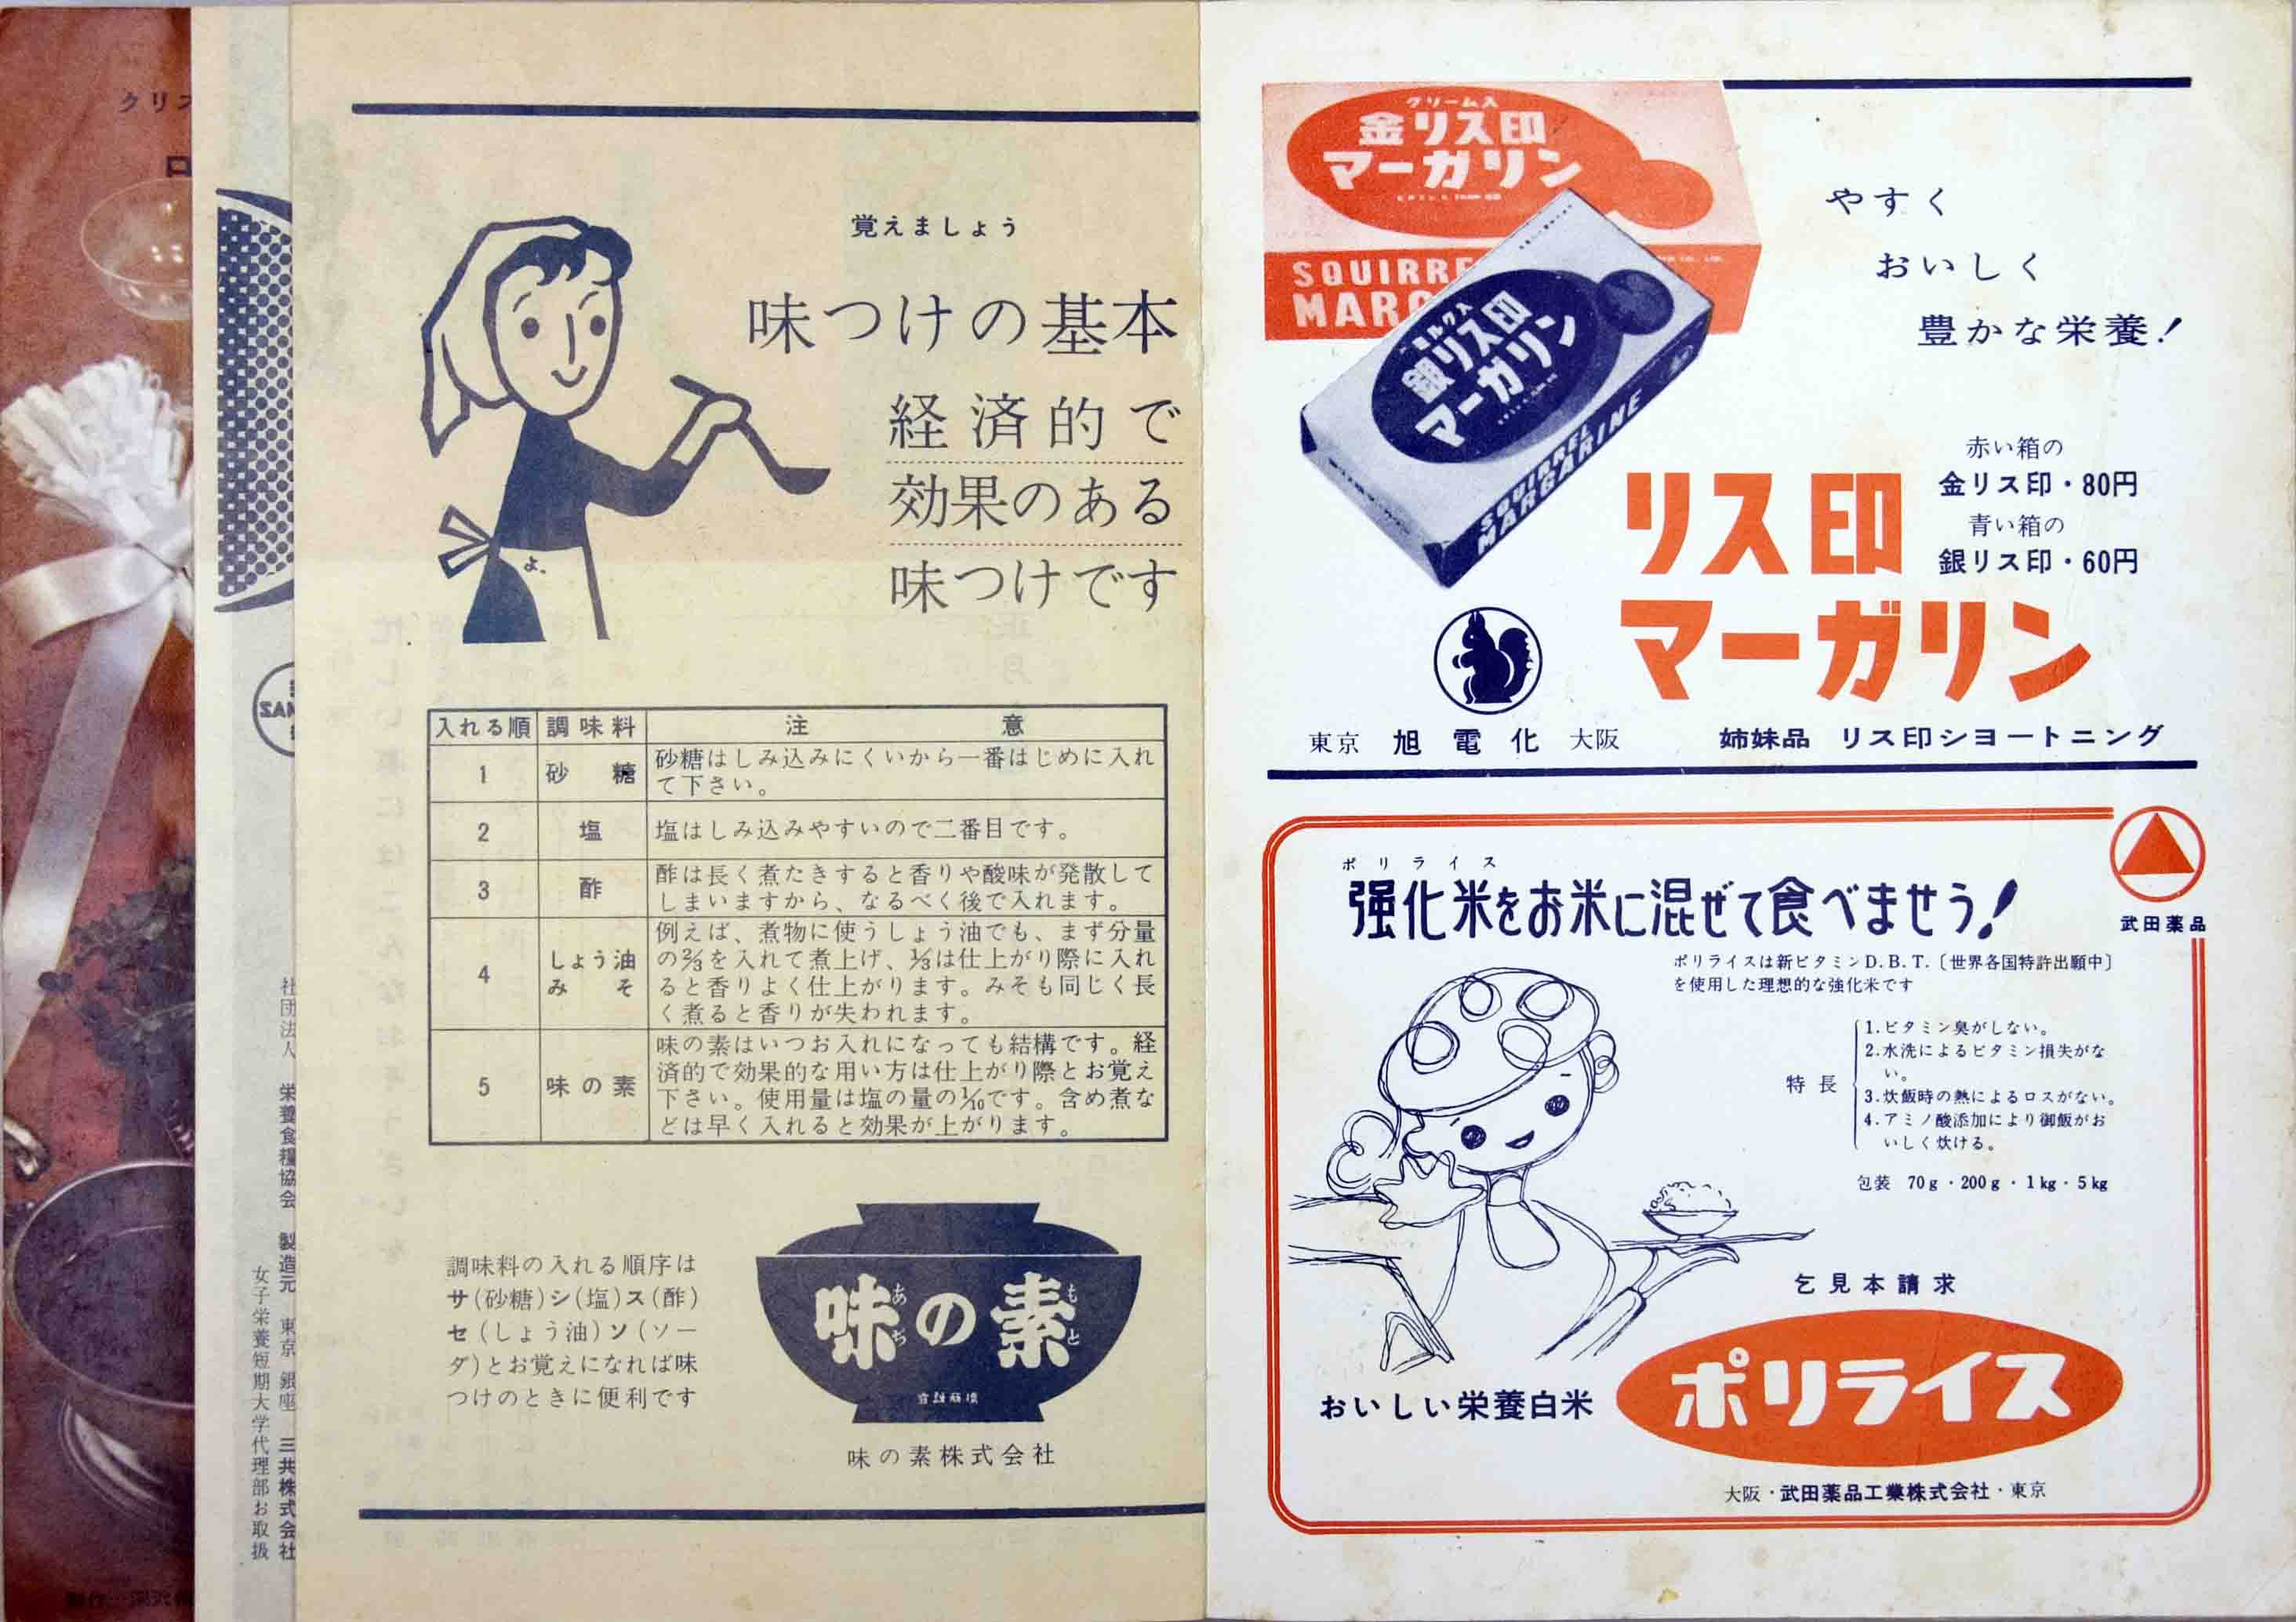 クリス
ロ
社団法人 栄養食糧協会 製造元 東京 銀座 三共株式会社
女子栄養短期大学代理部お取扱
覚えましょう
味つけの基本
経済的で
効果のある
味つけです
よ.
入れる順 調味料 注意
1 砂糖 砂糖はしみ込みにくいから一番はじめに入れ
て下さい。
2 塩 塩はしみ込みやすいので二番目です。
3 酢 酢は長く煮たきすると香りや酸味が発散して
しまいますから、なるべく後で入れます。
4 しょう油 みそ 例えば、煮物に使うしょう油でも、まず分量
の⅔を入れて煮上げ、⅓は仕上がり際に入れ
ると香りよく仕上がります。みそも同じく長
く煮ると香りが失われます。
5 味の素 味の素はいつお入れになっても結構です。経
済的で効果的な用い方は仕上がり際とお覚え
下さい。使用量は塩の量の⅒です。含め煮な
どは早く入れると効果が上がります。
調味料の入れる順序は
サ(砂糖)シ(塩)ス(酢)
セ(しょう油)ソ(ソー
ダ)とお覚えになれば味
つけのときに便利です
味の素
あぢ もと
味の素株式会社
クリーム入
金リス印
マーガリン
SQUIRRE
MARG
ミルク入
銀リス印
マーガリン
SQUIRREL
MARGARINE
やすく
おいしく
豊かな栄養！
赤い箱の
金リス印・80円
青い箱の
銀リス印・60円
リス印
マーガリン
東京 旭電化 大阪 姉妹品 リス印シヨートニング
武田薬品
ポリライス
強化米をお米に混ぜて食べませう！
ポリライスは新ビタミンD.B.T.〔世界各国特許出願中〕
を使用した理想的な強化米です
特長
1.ビタミン臭がしない。
2.水洗によるビタミン損失がな
い。
3.炊飯時の熱によるロスがない。
4.アミノ酸添加により御飯がお
いしく炊ける。
包装 70g・200g・1kg・5kg
乞見本請求
おいしい栄養白米
ポリライス
大阪・武田薬品工業株式会社・東京